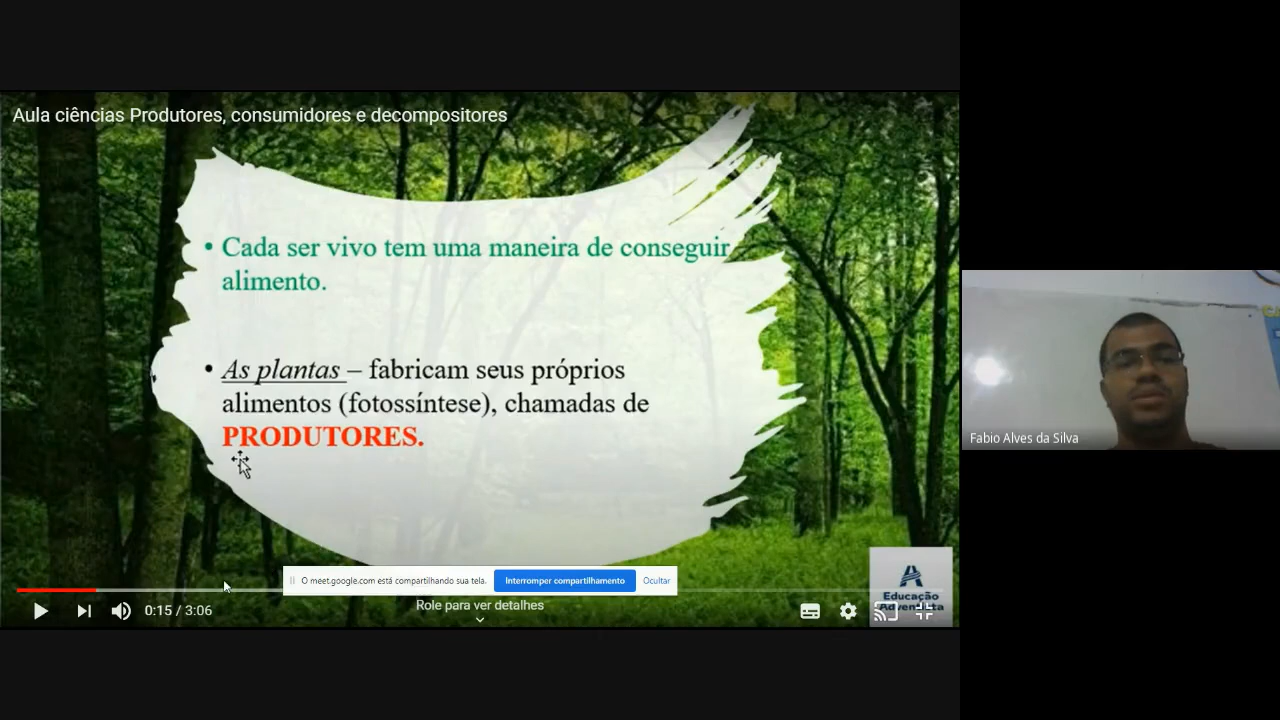 Aula ciências Produtores, consumidores e decompositores
• Cada ser vivo tem uma maneira de conseguir
alimento.
• As plantas – fabricam seus próprios
alimentos (fotossíntese), chamadas de
PRODUTORES.
Fabio Alves da Silva
O meet.google.com está compartilhando sua tela.
Interromper compartilhamento
Ocultar
Role para ver detalhes
0:15 / 3:06
Educação
Adventista